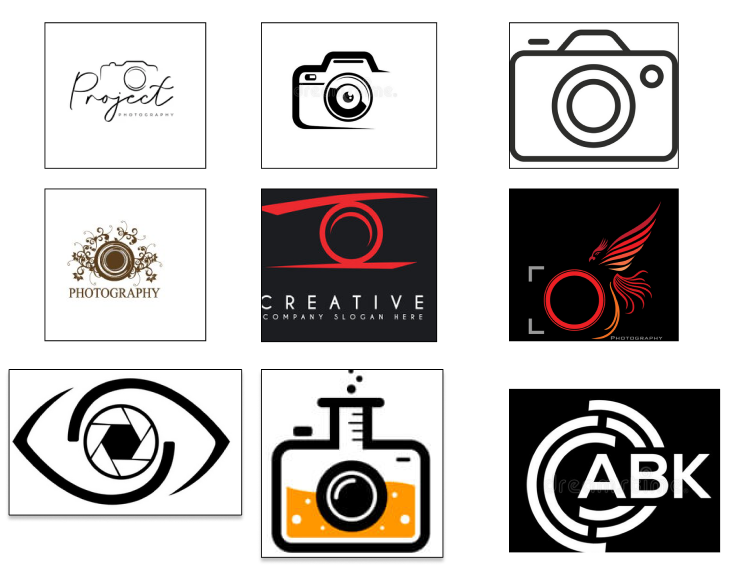 Project
PHOTOGRAPHY
PHOTOGRAPHY
CREATIVE
COMPANY SLOGAN HERE
PHOTOGRAPHY
ABK